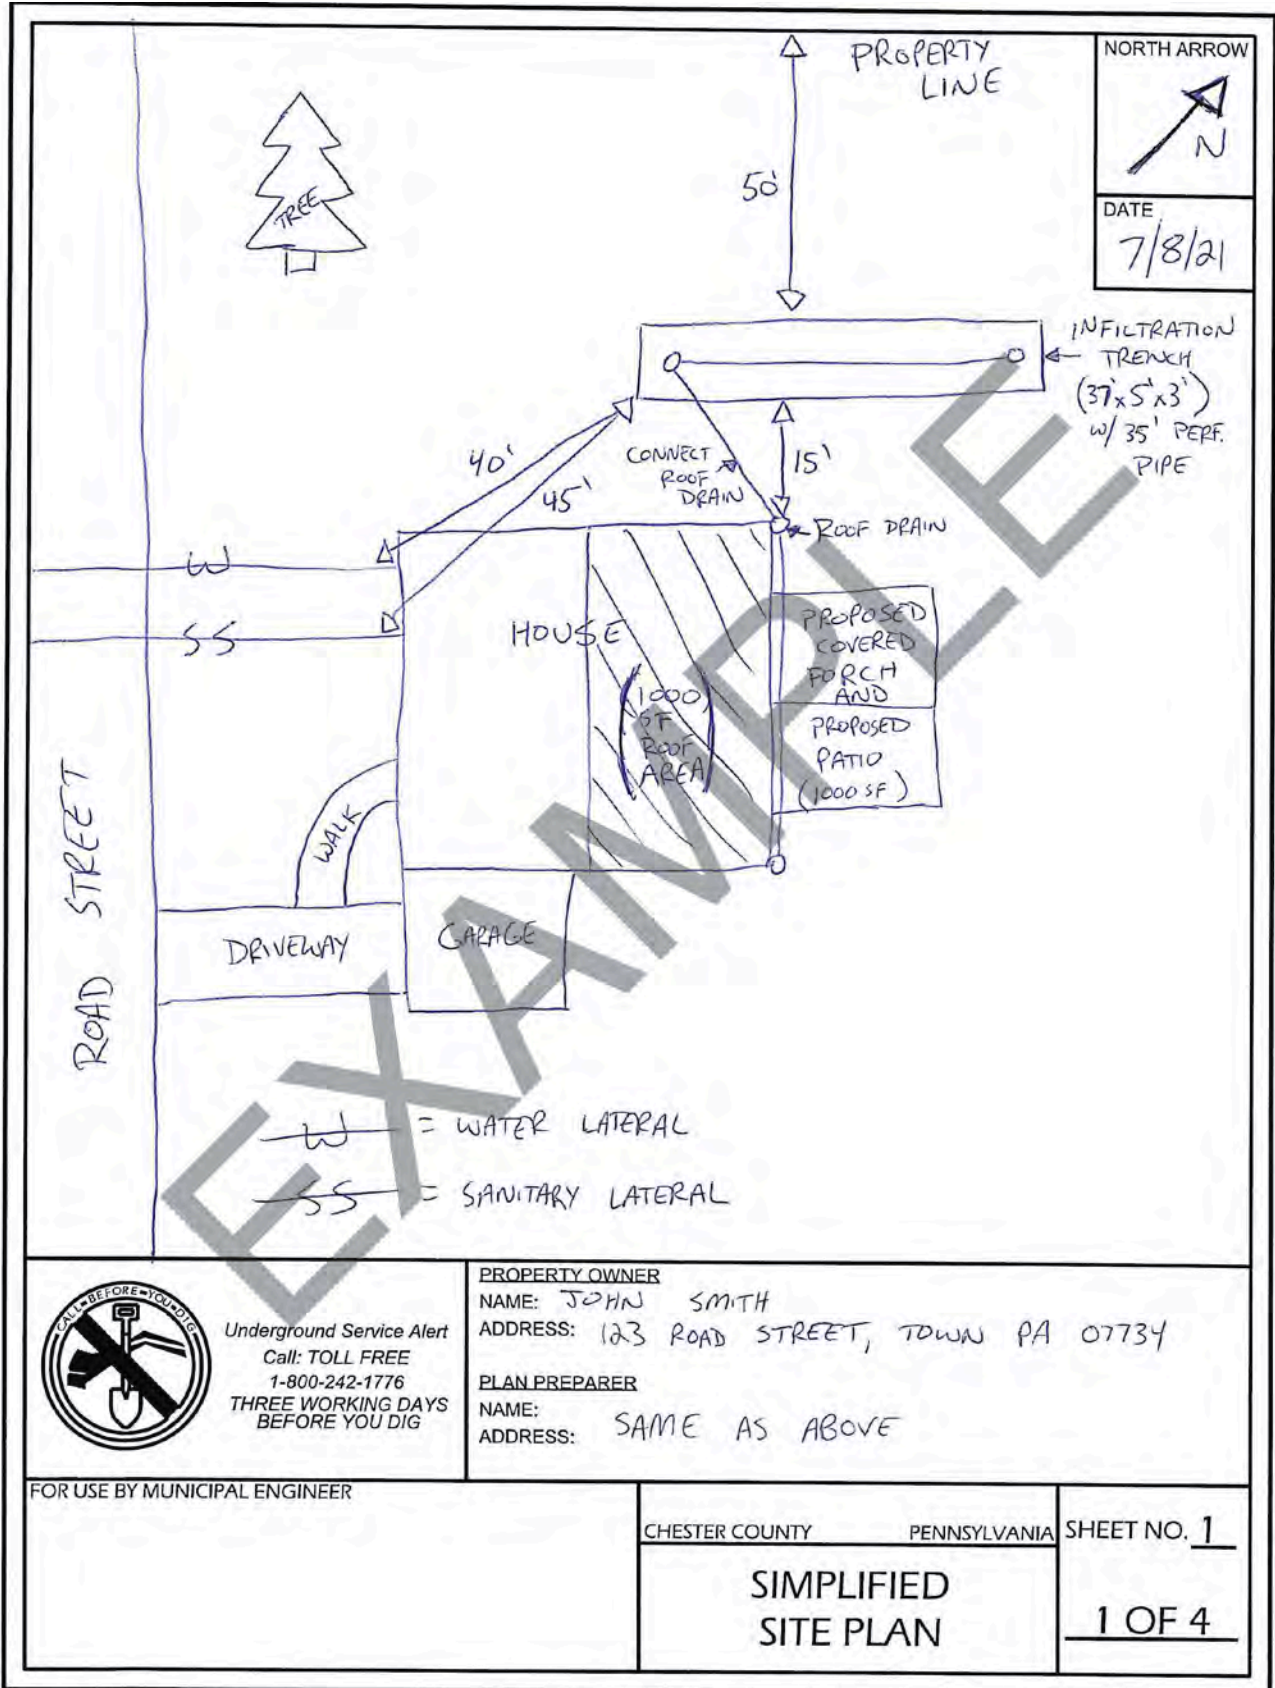 PROPERTY
LINE
NORTH ARROW
N
DATE
7/8/21
50'
TREE
INFILTRATION
TRENCH
(37'x5'x3')
W/ 35' PERF.
PIPE
40'
45'
CONNECT
ROOF
DRAIN
15'
ROOF DRAIN
W
SS
HOUSE
(1000
SF
ROOF
AREA)
PROPOSED
COVERED
PORCH
AND
PROPOSED
PATIO
(1000 SF)
WALK
DRIVEWAY
GARAGE
ROAD STREET
EXAMPLE
W = WATER LATERAL
SS = SANITARY LATERAL
CALL-BEFORE-YOU-DIG
Underground Service Alert
Call: TOLL FREE
1-800-242-1776
THREE WORKING DAYS
BEFORE YOU DIG
PROPERTY OWNER
NAME: JOHN SMITH
ADDRESS: 123 ROAD STREET, TOWN PA 07734
PLAN PREPARER
NAME:
ADDRESS: SAME AS ABOVE
FOR USE BY MUNICIPAL ENGINEER
CHESTER COUNTY PENNSYLVANIA
SIMPLIFIED
SITE PLAN
SHEET NO. 1
1 OF 4